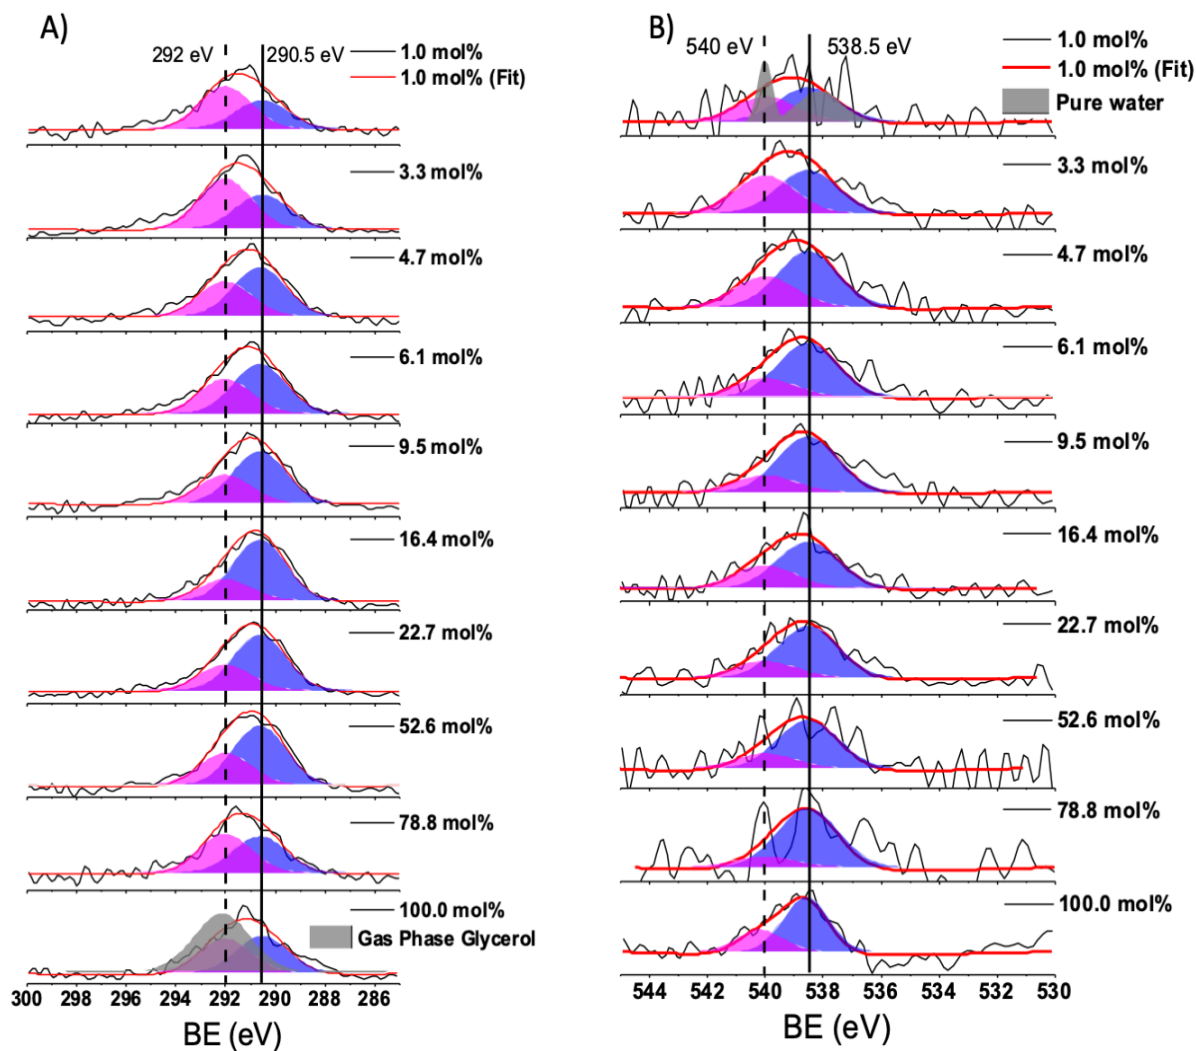 A)
292 eV
290.5 eV
1.0 mol%
1.0 mol% (Fit)
3.3 mol%
4.7 mol%
6.1 mol%
9.5 mol%
16.4 mol%
22.7 mol%
52.6 mol%
78.8 mol%
100.0 mol%
Gas Phase Glycerol
300 298 296 294 292 290 288 286
BE (eV)
B)
540 eV
538.5 eV
1.0 mol%
1.0 mol% (Fit)
Pure water
3.3 mol%
4.7 mol%
6.1 mol%
9.5 mol%
16.4 mol%
22.7 mol%
52.6 mol%
78.8 mol%
100.0 mol%
544 542 540 538 536 534 532 530
BE (eV)